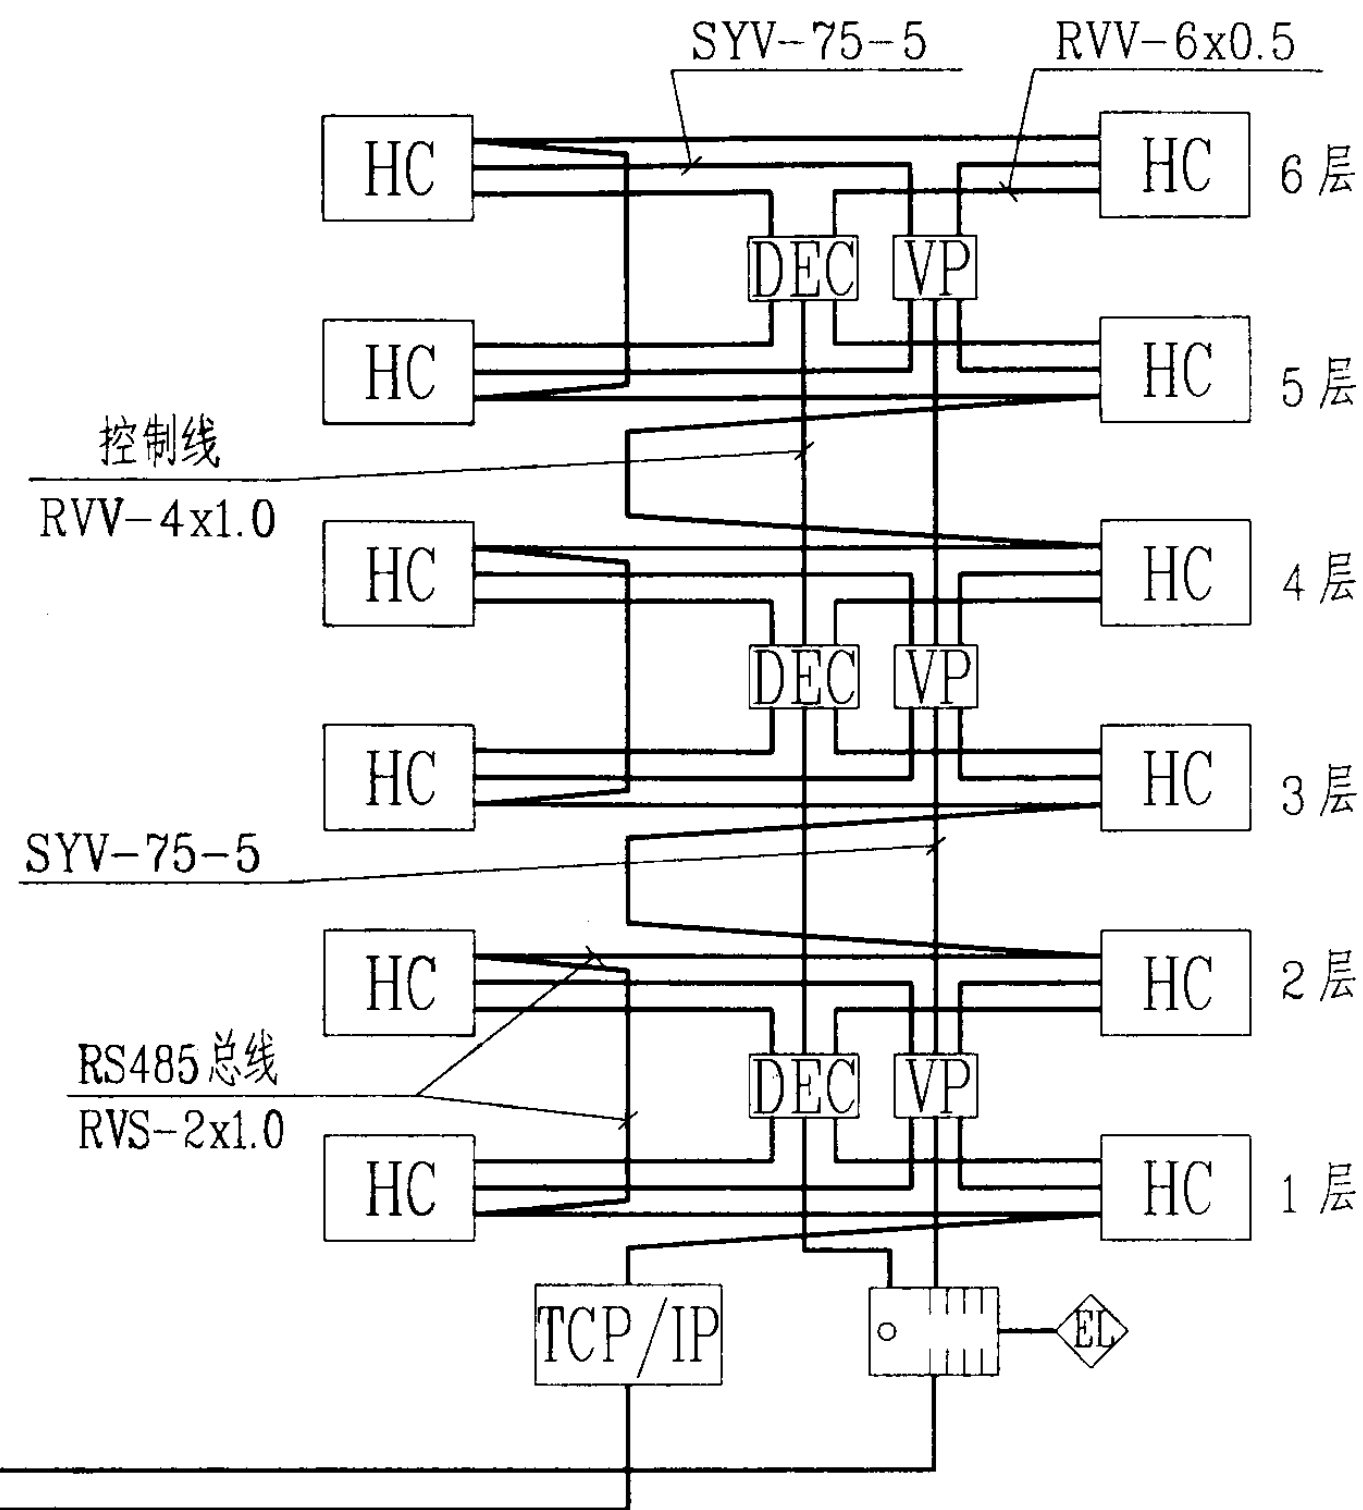 SYV-75-5
RVV-6x0.5
HC
HC
6层
DEC
VP
HC
HC
5层
控制线
RVV-4x1.0
HC
HC
4层
DEC
VP
HC
HC
3层
SYV-75-5
HC
HC
2层
RS485总线
RVS-2x1.0
DEC
VP
HC
HC
1层
TCP/IP
EL